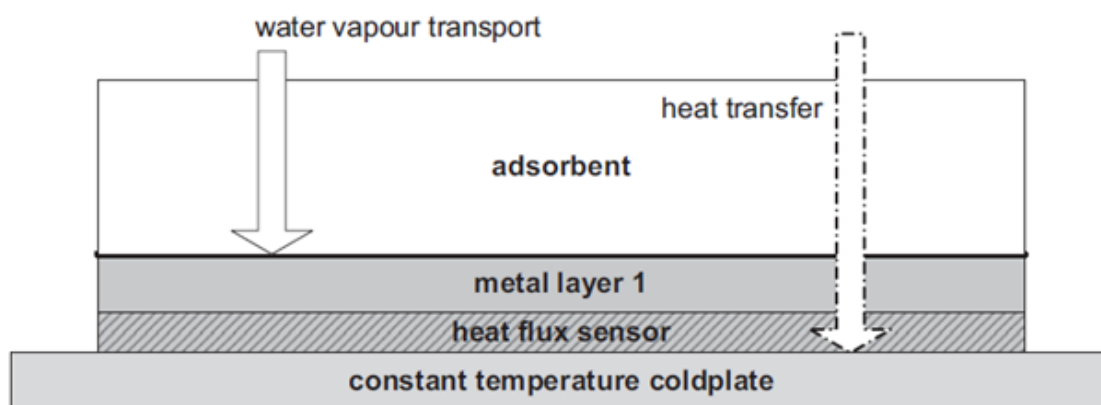 water vapour transport
heat transfer
adsorbent
metal layer 1
heat flux sensor
constant temperature coldplate